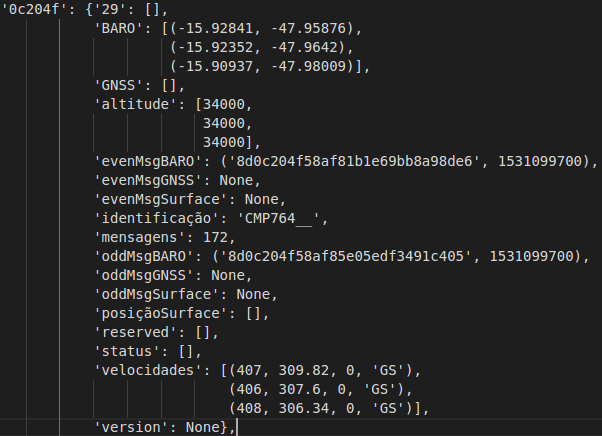 '0c204f': {'29': [],
'BARO': [(-15.92841, -47.95876),
(-15.92352, -47.9642),
(-15.90937, -47.98009)],
'GNSS': [],
'altitude': [34000,
34000,
34000],
'evenMsgBARO': ('8d0c204f58af81b1e69bb8a98de6', 1531099700),
'evenMsgGNSS': None,
'evenMsgSurface': None,
'identificação': 'CMP764__',
'mensagens': 172,
'oddMsgBARO': ('8d0c204f58af85e05edf3491c405', 1531099700),
'oddMsgGNSS': None,
'oddMsgSurface': None,
'posiçãoSurface': [],
'reserved': [],
'status': [],
'velocidades': [(407, 309.82, 0, 'GS'),
(406, 307.6, 0, 'GS'),
(408, 306.34, 0, 'GS')],
'version': None},